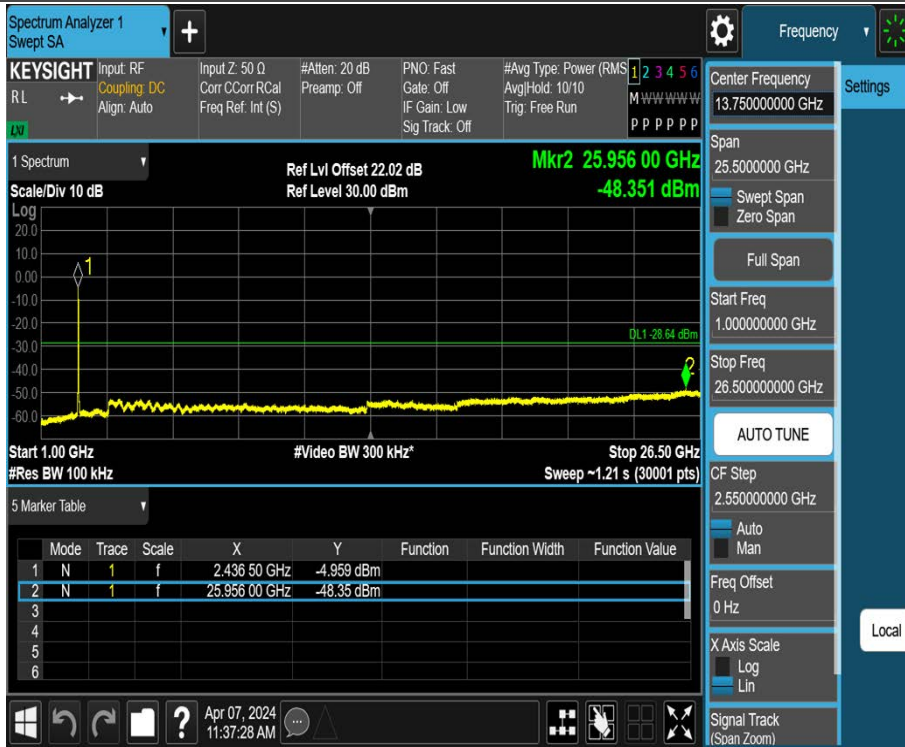 Spectrum Analyzer 1
Swept SA
+
Frequency
KEYSIGHT
RL
LXI
Input: RF
Coupling: DC
Align: Auto
Input Z: 50 Ω
Corr CCorr RCal
Freq Ref: Int (S)
#Atten: 20 dB
Preamp: Off
PNO: Fast
Gate: Off
IF Gain: Low
Sig Track: Off
#Avg Type: Power (RMS
Avg|Hold: 10/10
Trig: Free Run
1 2 3 4 5 6
M W W W W W
P P P P P P
1 Spectrum
Scale/Div 10 dB
Ref Lvl Offset 22.02 dB
Ref Level 30.00 dBm
Mkr2 25.956 00 GHz
-48.351 dBm
Log
20.0
10.0
0.00
-10.0
-20.0
-30.0
-40.0
-50.0
-60.0
1
DL1 -28.64 dBm
2
Start 1.00 GHz
#Res BW 100 kHz
#Video BW 300 kHz*
Stop 26.50 GHz
Sweep ~1.21 s (30001 pts)
5 Marker Table
Mode Trace Scale X Y Function Function Width Function Value
1 N 1 f 2.436 50 GHz -4.959 dBm
2 N 1 f 25.956 00 GHz -48.35 dBm
3
4
5
6
?
Apr 07, 2024
11:37:28 AM
Center Frequency
13.750000000 GHz
Span
25.5000000 GHz
Swept Span
Zero Span
Full Span
Start Freq
1.000000000 GHz
Stop Freq
26.500000000 GHz
AUTO TUNE
CF Step
2.550000000 GHz
Auto
Man
Freq Offset
0 Hz
X Axis Scale
Log
Lin
Signal Track
(Span Zoom)
Settings
Local